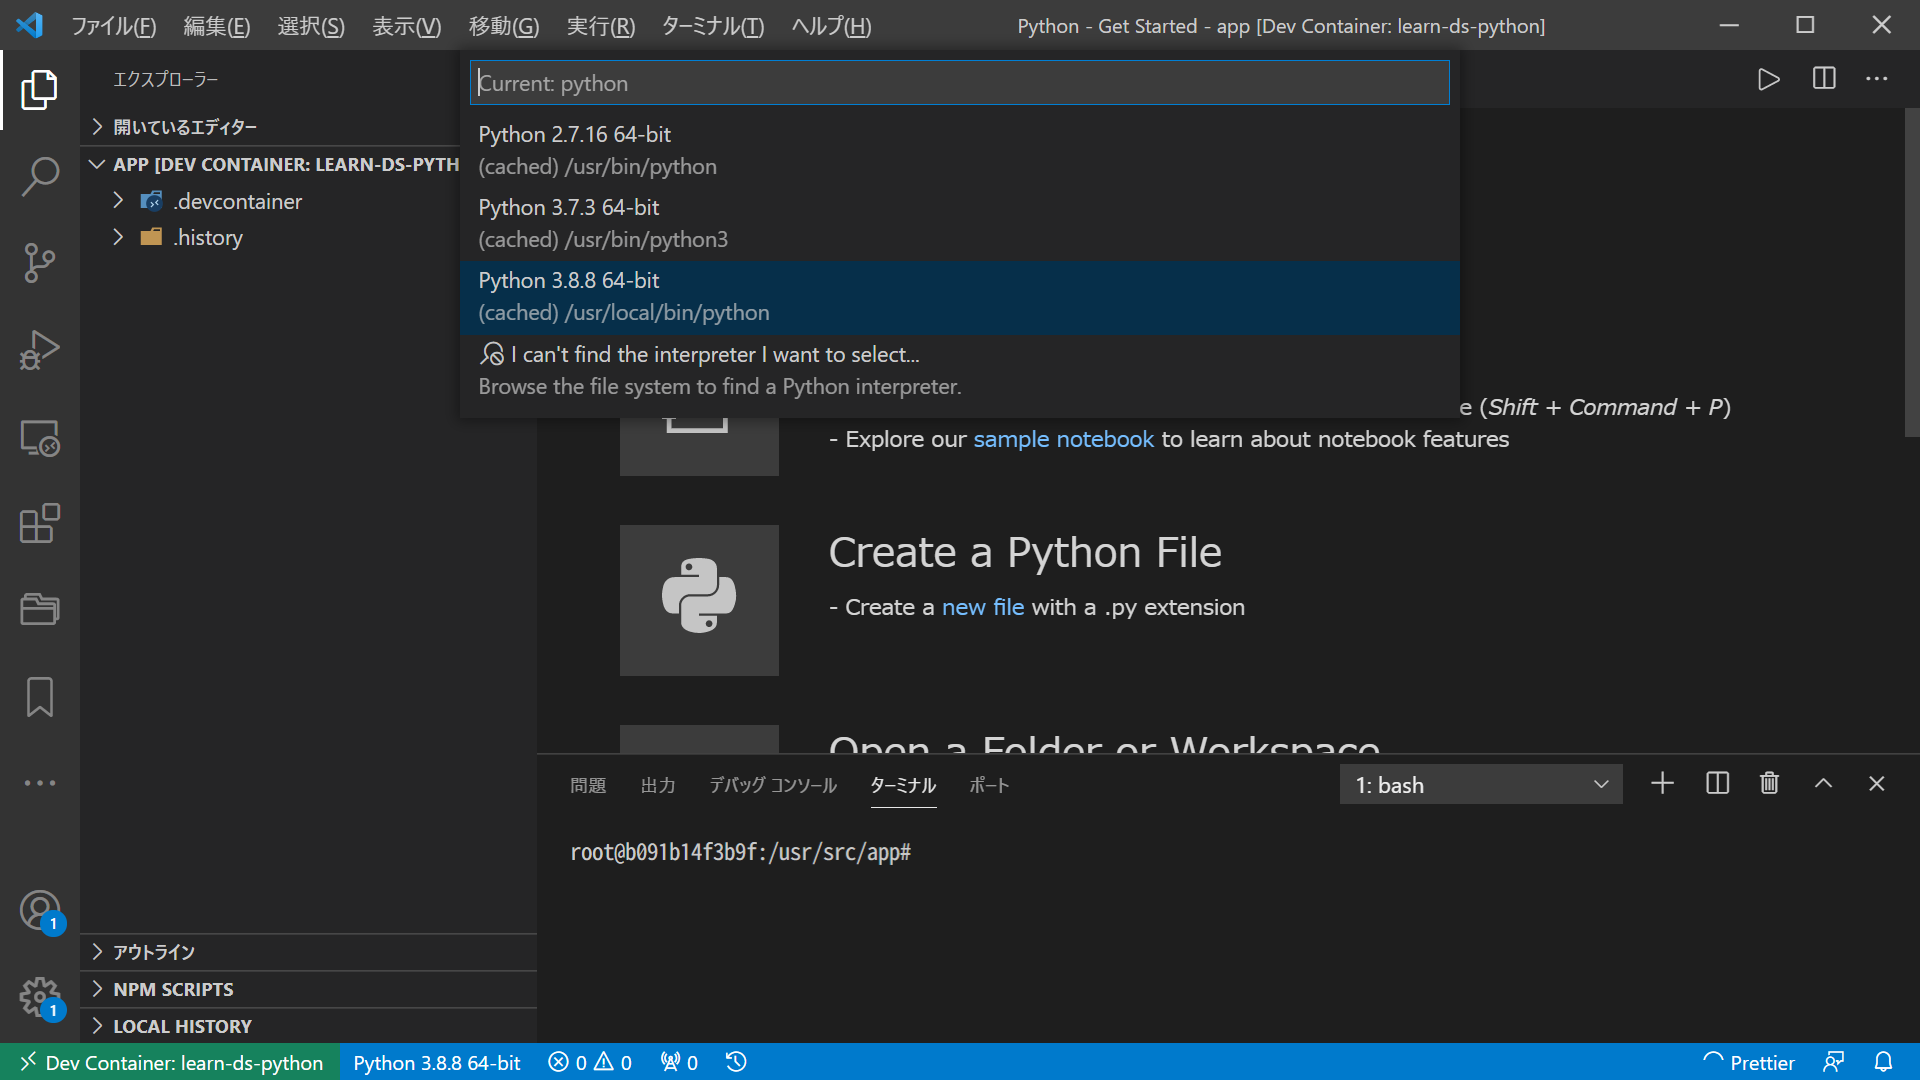 ファイル(F) 編集(E) 選択(S) 表示(V) 移動(G) 実行(R) ターミナル(T) ヘルプ(H) Python - Get Started - app [Dev Container: learn-ds-python]
エクスプローラー
開いているエディター
APP [DEV CONTAINER: LEARN-DS-PYTH
.devcontainer
.history
アウトライン
NPM SCRIPTS
LOCAL HISTORY
Current: python
Python 2.7.16 64-bit
(cached) /usr/bin/python
Python 3.7.3 64-bit
(cached) /usr/bin/python3
Python 3.8.8 64-bit
(cached) /usr/local/bin/python
I can't find the interpreter I want to select...
Browse the file system to find a Python interpreter.
e (Shift + Command + P)
- Explore our sample notebook to learn about notebook features
Create a Python File
- Create a new file with a .py extension
Open a Folder or Workspace
問題 出力 デバッグ コンソール ターミナル ポート 1: bash
root@b091b14f3b9f:/usr/src/app#
1
1
Dev Container: learn-ds-python Python 3.8.8 64-bit 0 0 0 Prettier